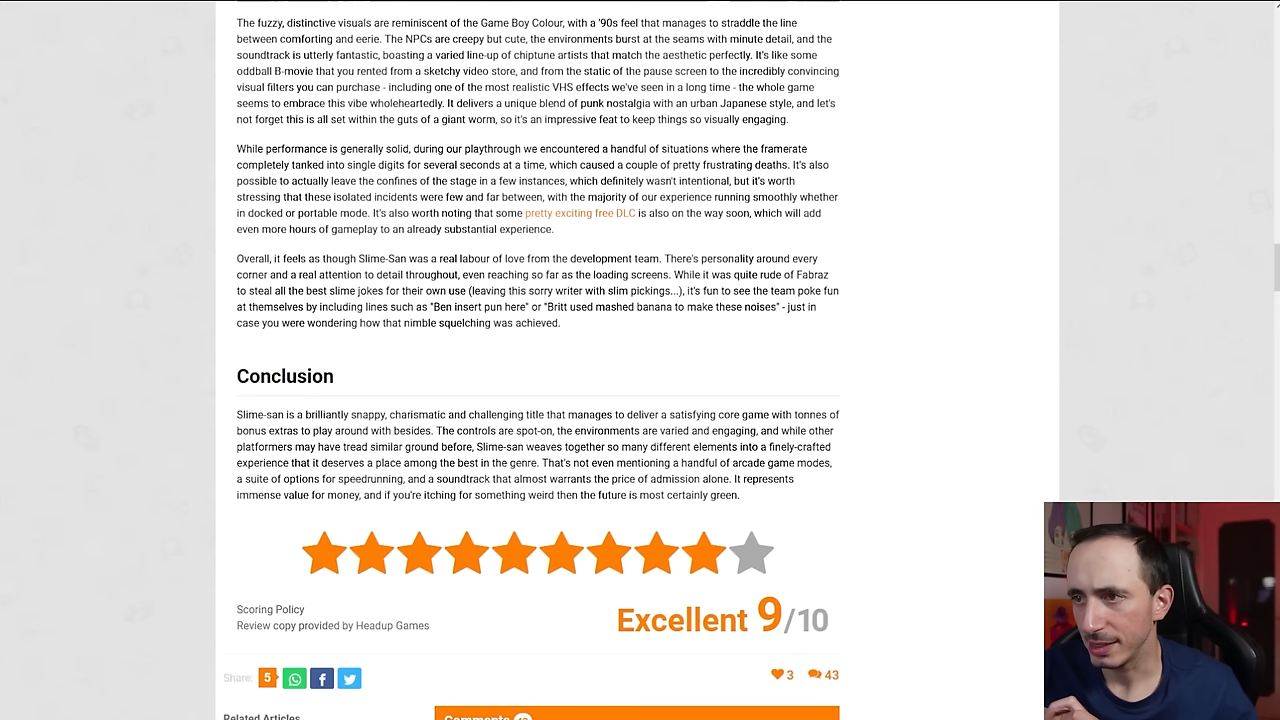 The fuzzy, distinctive visuals are reminiscent of the Game Boy Colour, with a '90s feel that manages to straddle the line
between comforting and eerie. The NPCs are creepy but cute, the environments burst at the seams with minute detail, and the
soundtrack is utterly fantastic, boasting a varied line-up of chiptune artists that match the aesthetic perfectly. It's like some
oddball B-movie that you rented from a sketchy video store, and from the static of the pause screen to the incredibly convincing
visual filters you can purchase - including one of the most realistic VHS effects we've seen in a long time - the whole game
seems to embrace this vibe wholeheartedly. It delivers a unique blend of punk nostalgia with an urban Japanese style, and let's
not forget this is all set within the guts of a giant worm, so it's an impressive feat to keep things so visually engaging.
While performance is generally solid, during our playthrough we encountered a handful of situations where the framerate
completely tanked into single digits for several seconds at a time, which caused a couple of pretty frustrating deaths. It's also
possible to actually leave the confines of the stage in a few instances, which definitely wasn't intentional, but it's worth
stressing that these isolated incidents were few and far between, with the majority of our experience running smoothly whether
in docked or portable mode. It's also worth noting that some pretty exciting free DLC is also on the way soon, which will add
even more hours of gameplay to an already substantial experience.
Overall, it feels as though Slime-San was a real labour of love from the development team. There's personality around every
corner and a real attention to detail throughout, even reaching so far as the loading screens. While it was quite rude of Fabraz
to steal all the best slime jokes for their own use (leaving this sorry writer with slim pickings...), it's fun to see the team poke fun
at themselves by including lines such as "Ben insert pun here" or "Britt used mashed banana to make these noises" - just in
case you were wondering how that nimble squelching was achieved.
Conclusion
Slime-san is a brilliantly snappy, charismatic and challenging title that manages to deliver a satisfying core game with tonnes of
bonus extras to play around with besides. The controls are spot-on, the environments are varied and engaging, and while other
platformers may have tread similar ground before, Slime-san weaves together so many different elements into a finely-crafted
experience that it deserves a place among the best in the genre. That's not even mentioning a handful of arcade game modes,
a suite of options for speedrunning, and a soundtrack that almost warrants the price of admission alone. It represents
immense value for money, and if you're itching for something weird then the future is most certainly green.
Scoring Policy
Review copy provided by Headup Games
Excellent 9/10
Share: 5
3 43
Related Articles
Comments